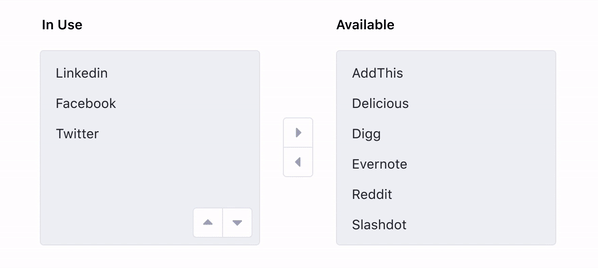 In Use
Linkedin
Facebook
Twitter
Available
AddThis
Delicious
Digg
Evernote
Reddit
Slashdot